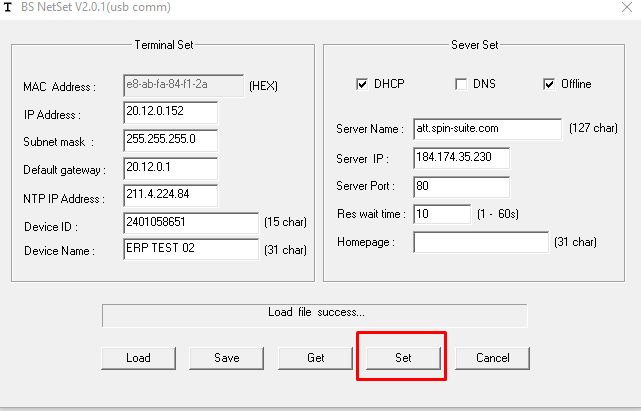 BS NetSet V2.0.1(usb comm)
Terminal Set
MAC Address : e8-ab-fa-84-f1-2a (HEX)
IP Address : 20.12.0.152
Subnet mask : 255.255.255.0
Default gateway : 20.12.0.1
NTP IP Address : 211.4.224.84
Device ID : 2401058651 (15 char)
Device Name : ERP TEST 02 (31 char)
Sever Set
DHCP DNS Offline
Server Name : att.spin-suite.com (127 char)
Server IP : 184.174.35.230
Server Port : 80
Res wait time : 10 (1 - 60s)
Homepage : (31 char)
Load file success...
Load Save Get Set Cancel